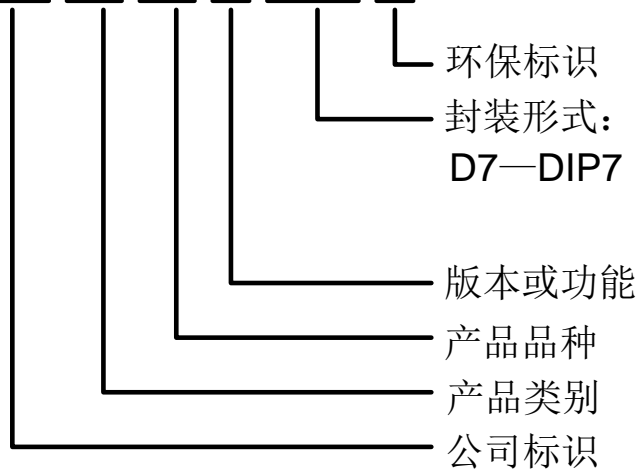 环保标识
封装形式：
D7—DIP7
版本或功能
产品品种
产品类别
公司标识